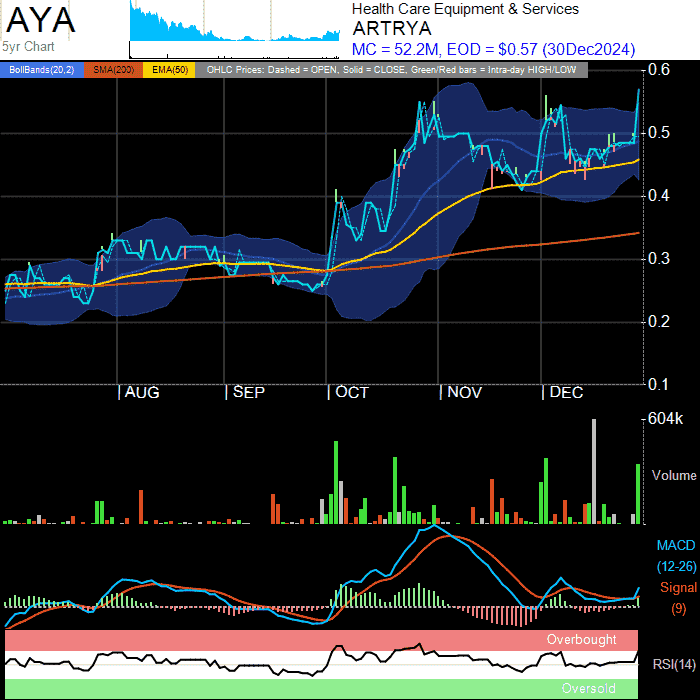 AYA
5yr Chart
Health Care Equipment & Services
ARTRYA
MC = 52.2M, EOD = $0.57 (30Dec2024)
BollBands(20,2) SMA(200) EMA(50) OHLC Prices: Dashed = OPEN, Solid = CLOSE, Green/Red bars = Intra-day HIGH/LOW
0.6
0.5
0.4
0.3
0.2
0.1
AUG SEP OCT NOV DEC
604k
Volume
MACD
(12-26)
Signal
(9)
Overbought
RSI(14)
Oversold